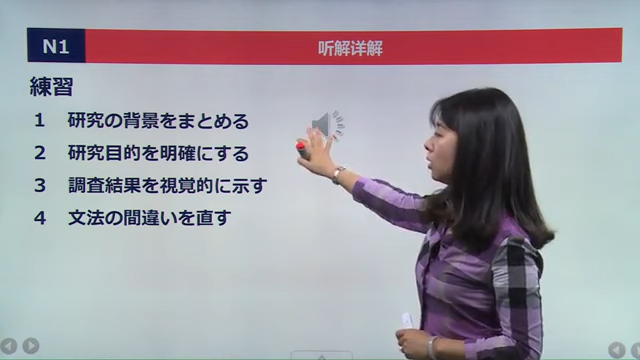 N1
听解详解
練習
1 研究の背景をまとめる
2 研究目的を明確にする
3 調査結果を視覚的に示す
4 文法の間違いを直す